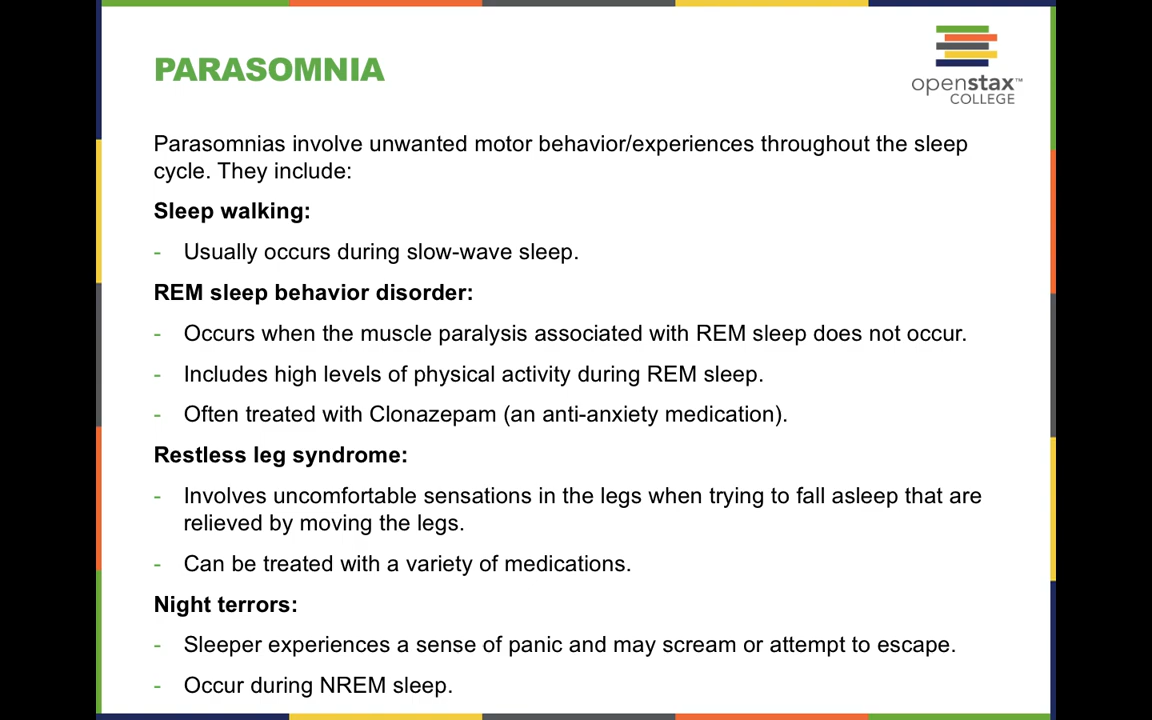 PARASOMNIA
openstax™
COLLEGE
Parasomnias involve unwanted motor behavior/experiences throughout the sleep
cycle. They include:
Sleep walking:
- Usually occurs during slow-wave sleep.
REM sleep behavior disorder:
- Occurs when the muscle paralysis associated with REM sleep does not occur.
- Includes high levels of physical activity during REM sleep.
- Often treated with Clonazepam (an anti-anxiety medication).
Restless leg syndrome:
- Involves uncomfortable sensations in the legs when trying to fall asleep that are
relieved by moving the legs.
- Can be treated with a variety of medications.
Night terrors:
- Sleeper experiences a sense of panic and may scream or attempt to escape.
- Occur during NREM sleep.